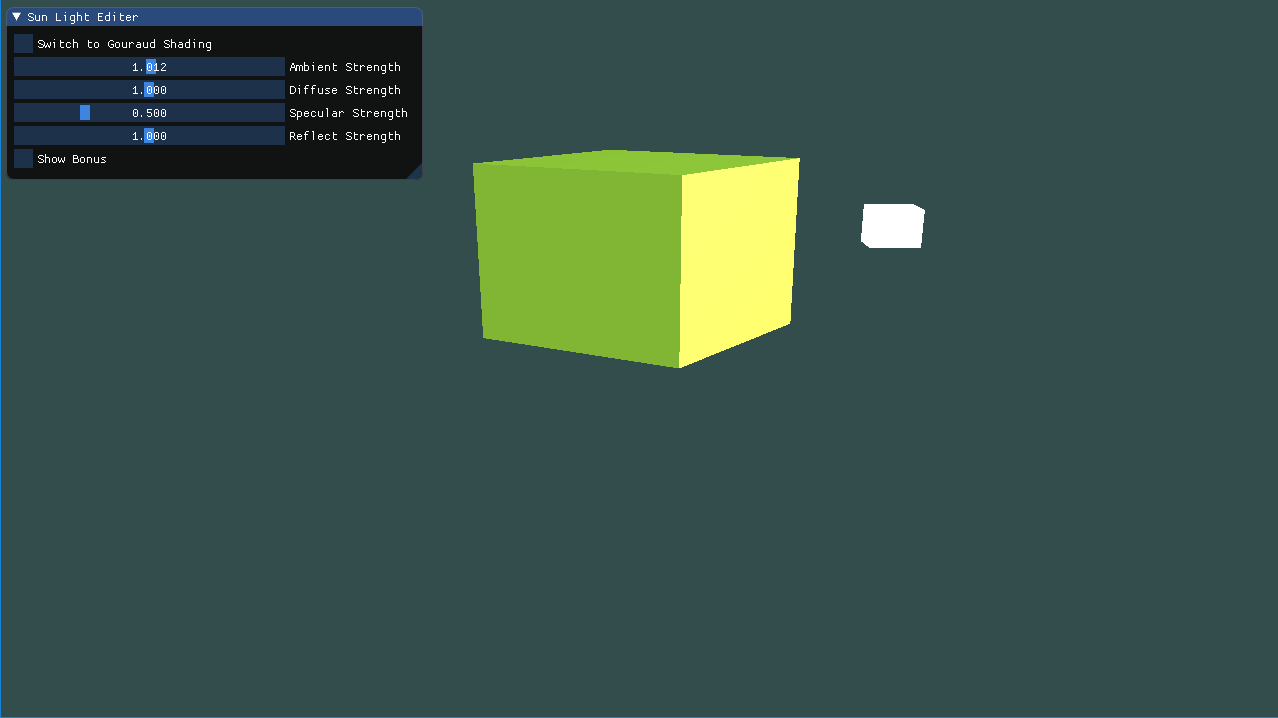 Sun Light Editor
Switch to Gouraud Shading
1.012 Ambient Strength
1.000 Diffuse Strength
0.500 Specular Strength
1.000 Reflect Strength
Show Bonus